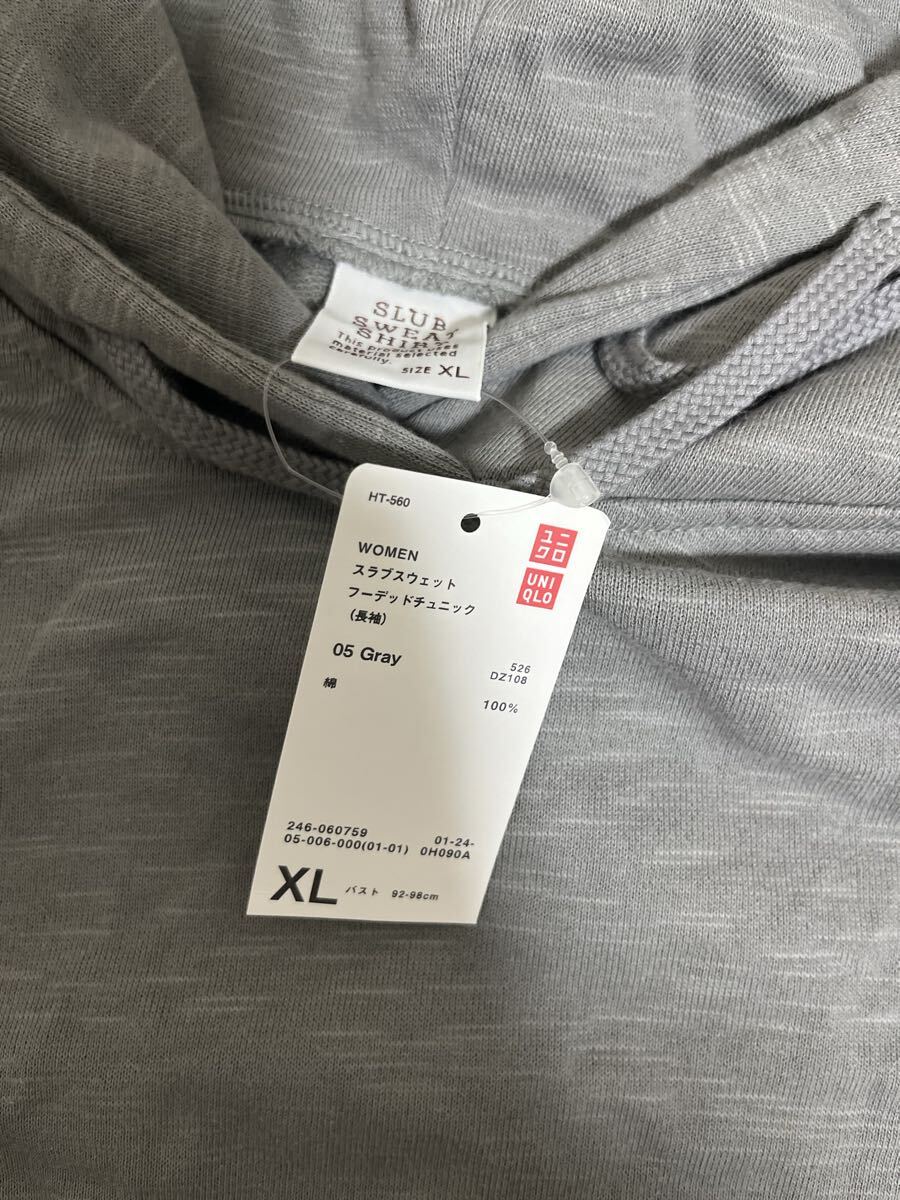 SLUB
SWEAT
SHIR
This product uses
material selected
carefully.
SIZE XL
HT-560
ユニ
クロ
UNI
QLO
WOMEN
スラブスウェット
フーデッドチュニック
(長袖)
05 Gray
526
DZ108
綿 100%
246-060759 01-24-
05-006-000(01-01) 0H090A
XL バスト 92-98cm